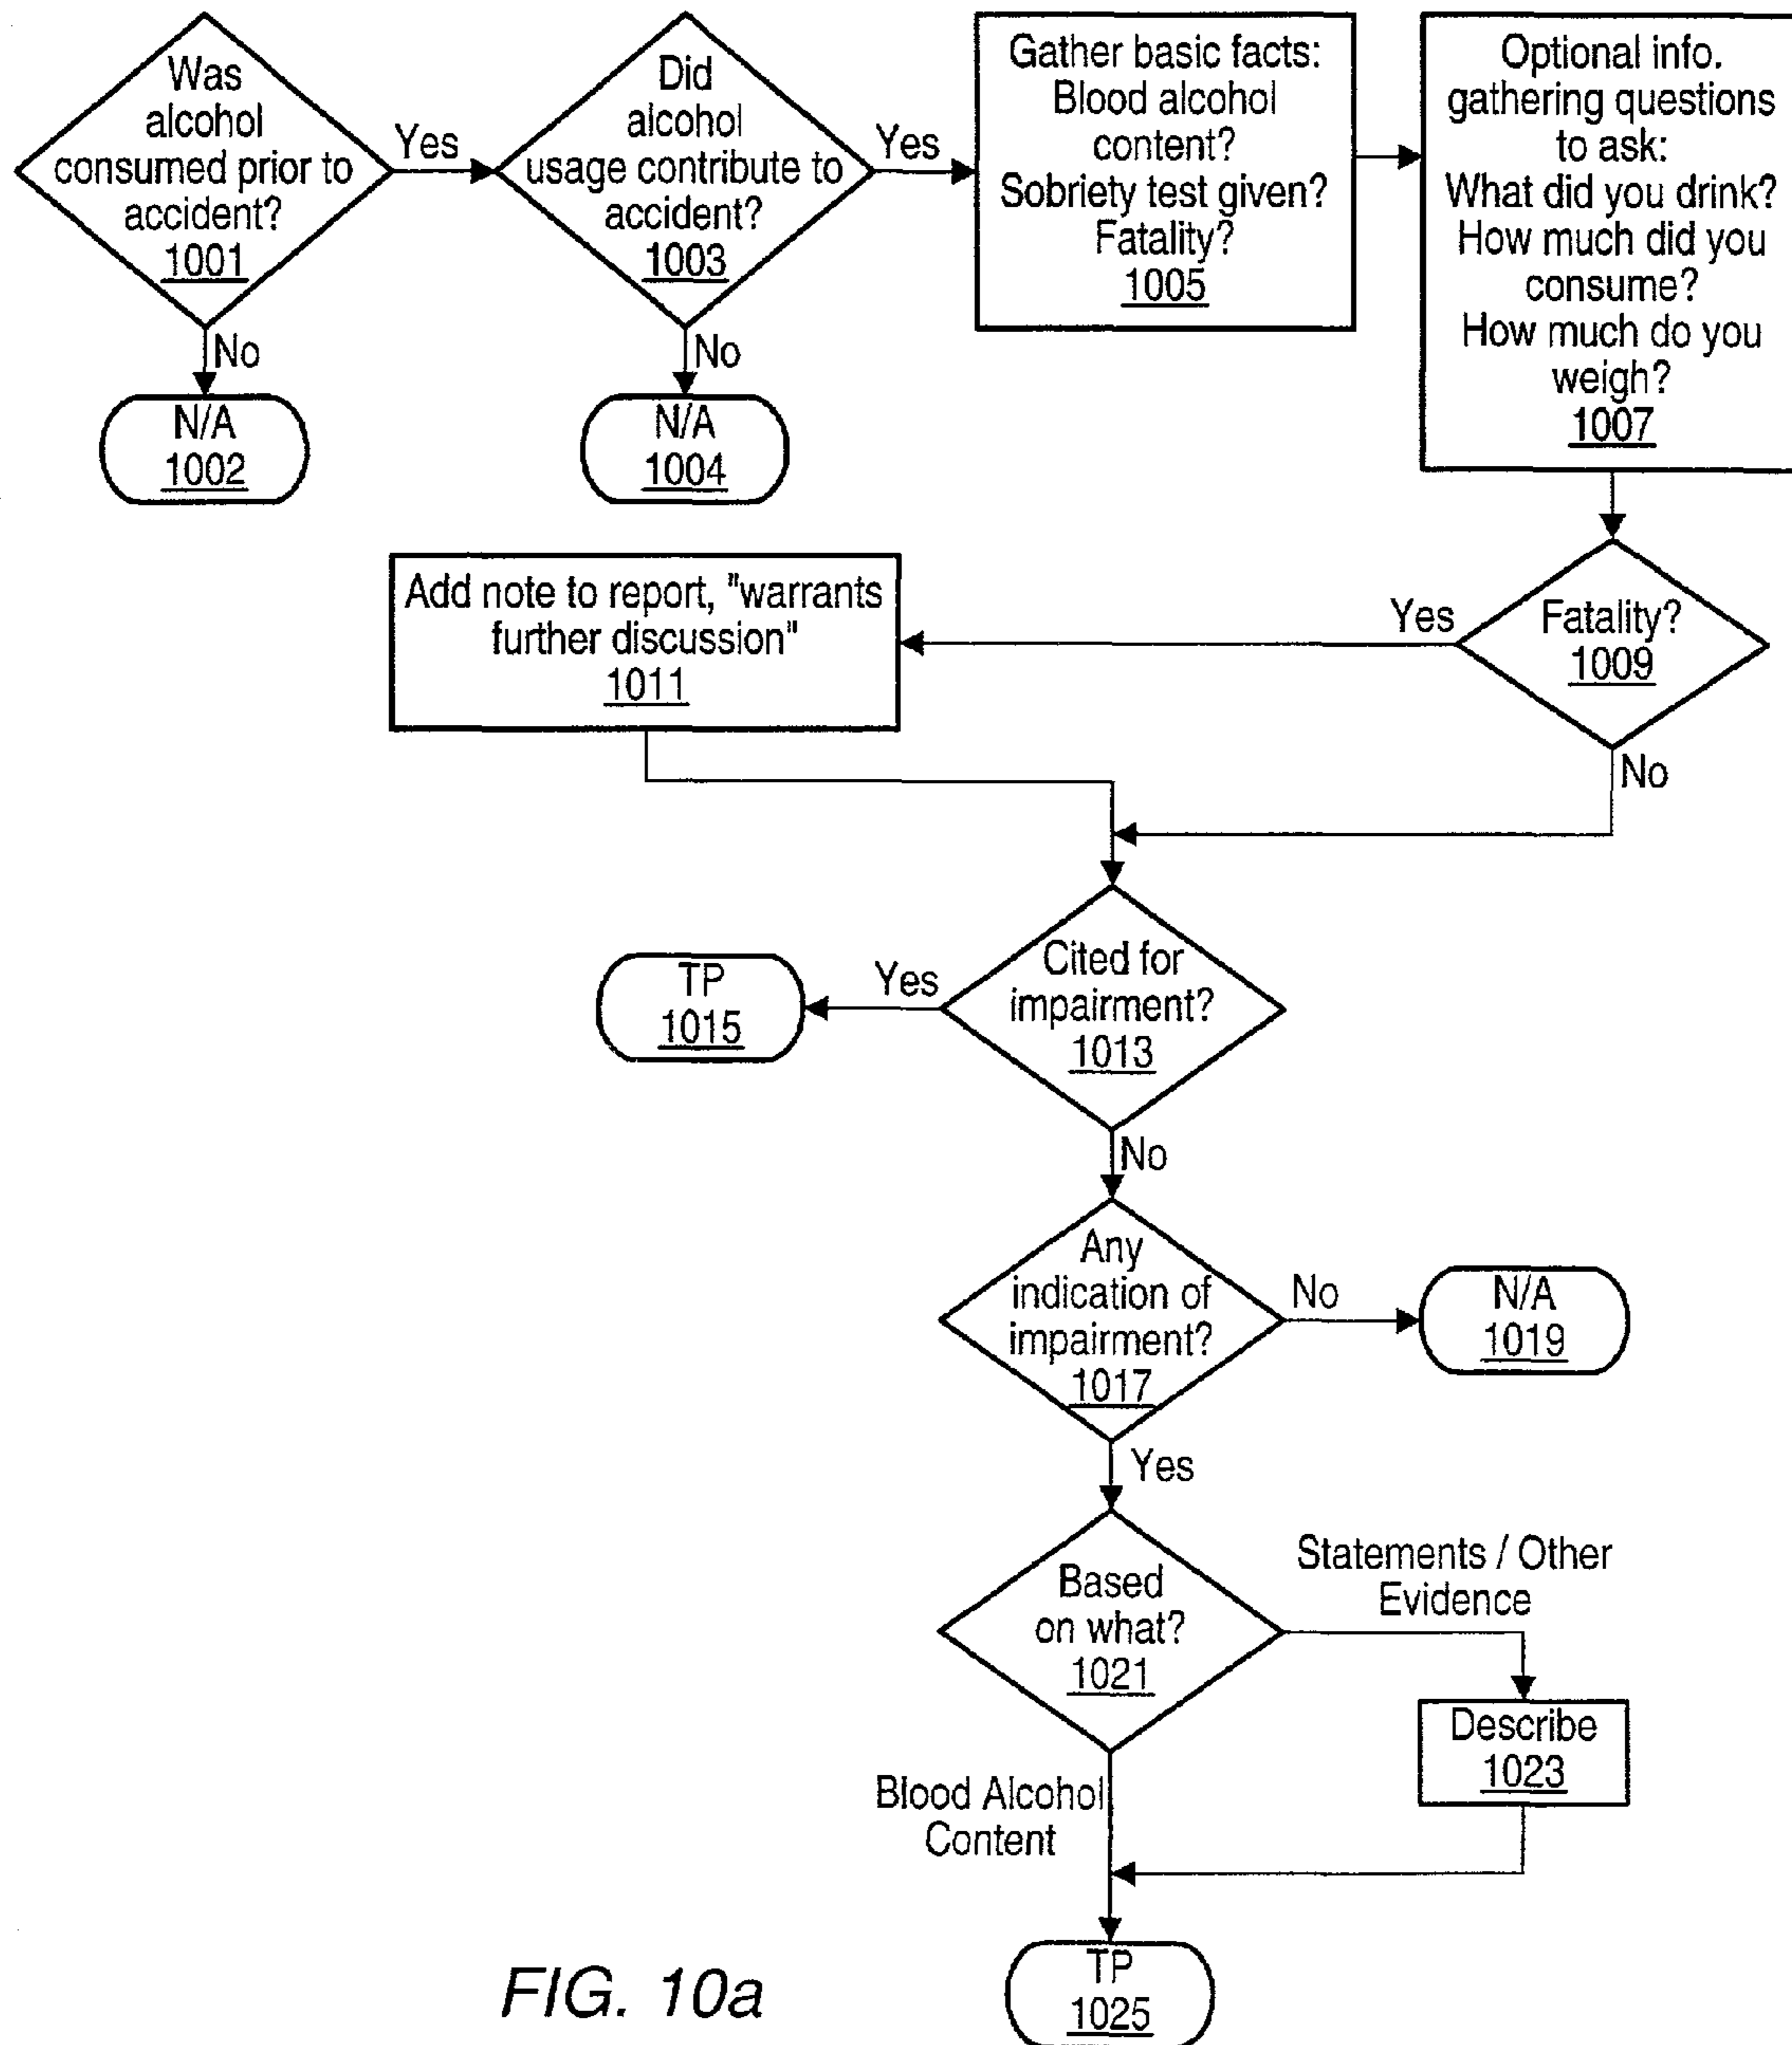 Was
alcohol
consumed prior to
accident?
1001
Yes
No
N/A
1002
Did
alcohol
usage contribute to
accident?
1003
Yes
No
N/A
1004
Gather basic facts:
Blood alcohol
content?
Sobriety test given?
Fatality?
1005
Optional info.
gathering questions
to ask:
What did you drink?
How much did you
consume?
How much do you
weigh?
1007
Fatality?
1009
Yes
No
Add note to report, "warrants
further discussion"
1011
Cited for
impairment?
1013
Yes
TP
1015
No
Any
indication of
impairment?
1017
No
N/A
1019
Yes
Based
on what?
1021
Statements / Other
Evidence
Describe
1023
Blood Alcohol
Content
TP
1025
FIG. 10a